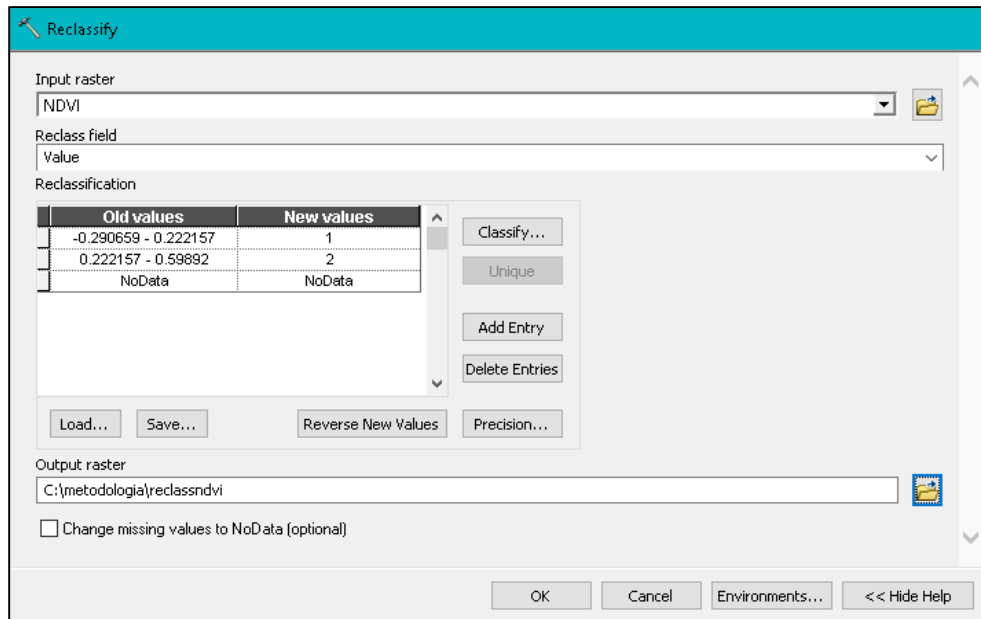 Reclassify
Input raster
NDVI
Reclass field
Value
Reclassification
Old values New values
-0.290659 - 0.222157 1
0.222157 - 0.59892 2
NoData NoData
Classify...
Unique
Add Entry
Delete Entries
Load... Save... Reverse New Values Precision...
Output raster
C:\metodologia\reclassndvi
Change missing values to NoData (optional)
OK Cancel Environments... << Hide Help